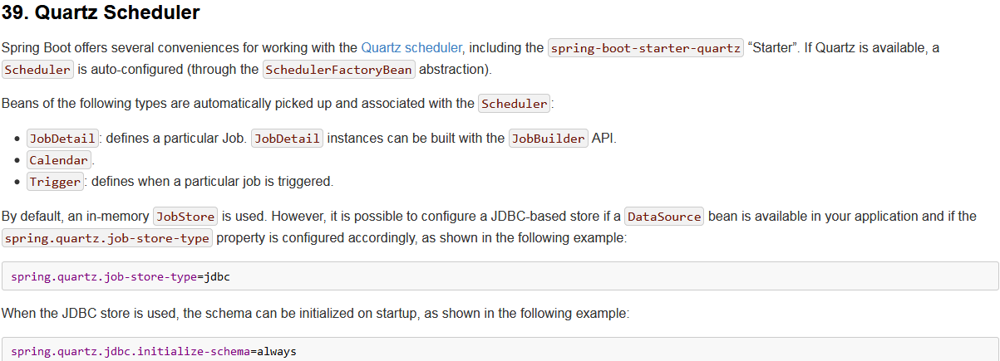 39. Quartz Scheduler
Spring Boot offers several conveniences for working with the Quartz scheduler, including the spring-boot-starter-quartz “Starter”. If Quartz is available, a
Scheduler is auto-configured (through the SchedulerFactoryBean abstraction).
Beans of the following types are automatically picked up and associated with the Scheduler:
• JobDetail: defines a particular Job. JobDetail instances can be built with the JobBuilder API.
• Calendar.
• Trigger: defines when a particular job is triggered.
By default, an in-memory JobStore is used. However, it is possible to configure a JDBC-based store if a DataSource bean is available in your application and if the
spring.quartz.job-store-type property is configured accordingly, as shown in the following example:
spring.quartz.job-store-type=jdbc
When the JDBC store is used, the schema can be initialized on startup, as shown in the following example:
spring.quartz.jdbc.initialize-schema=always